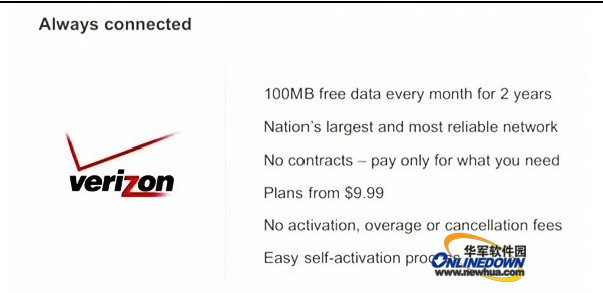 Always connected
100MB free data every month for 2 years
Nation's largest and most reliable network
verizon
No contracts – pay only for what you need
Plans from $9.99
No activation, overage or cancellation fees
Easy self-activation
华军软件园
ONLINEDOWN
www.newhua.com